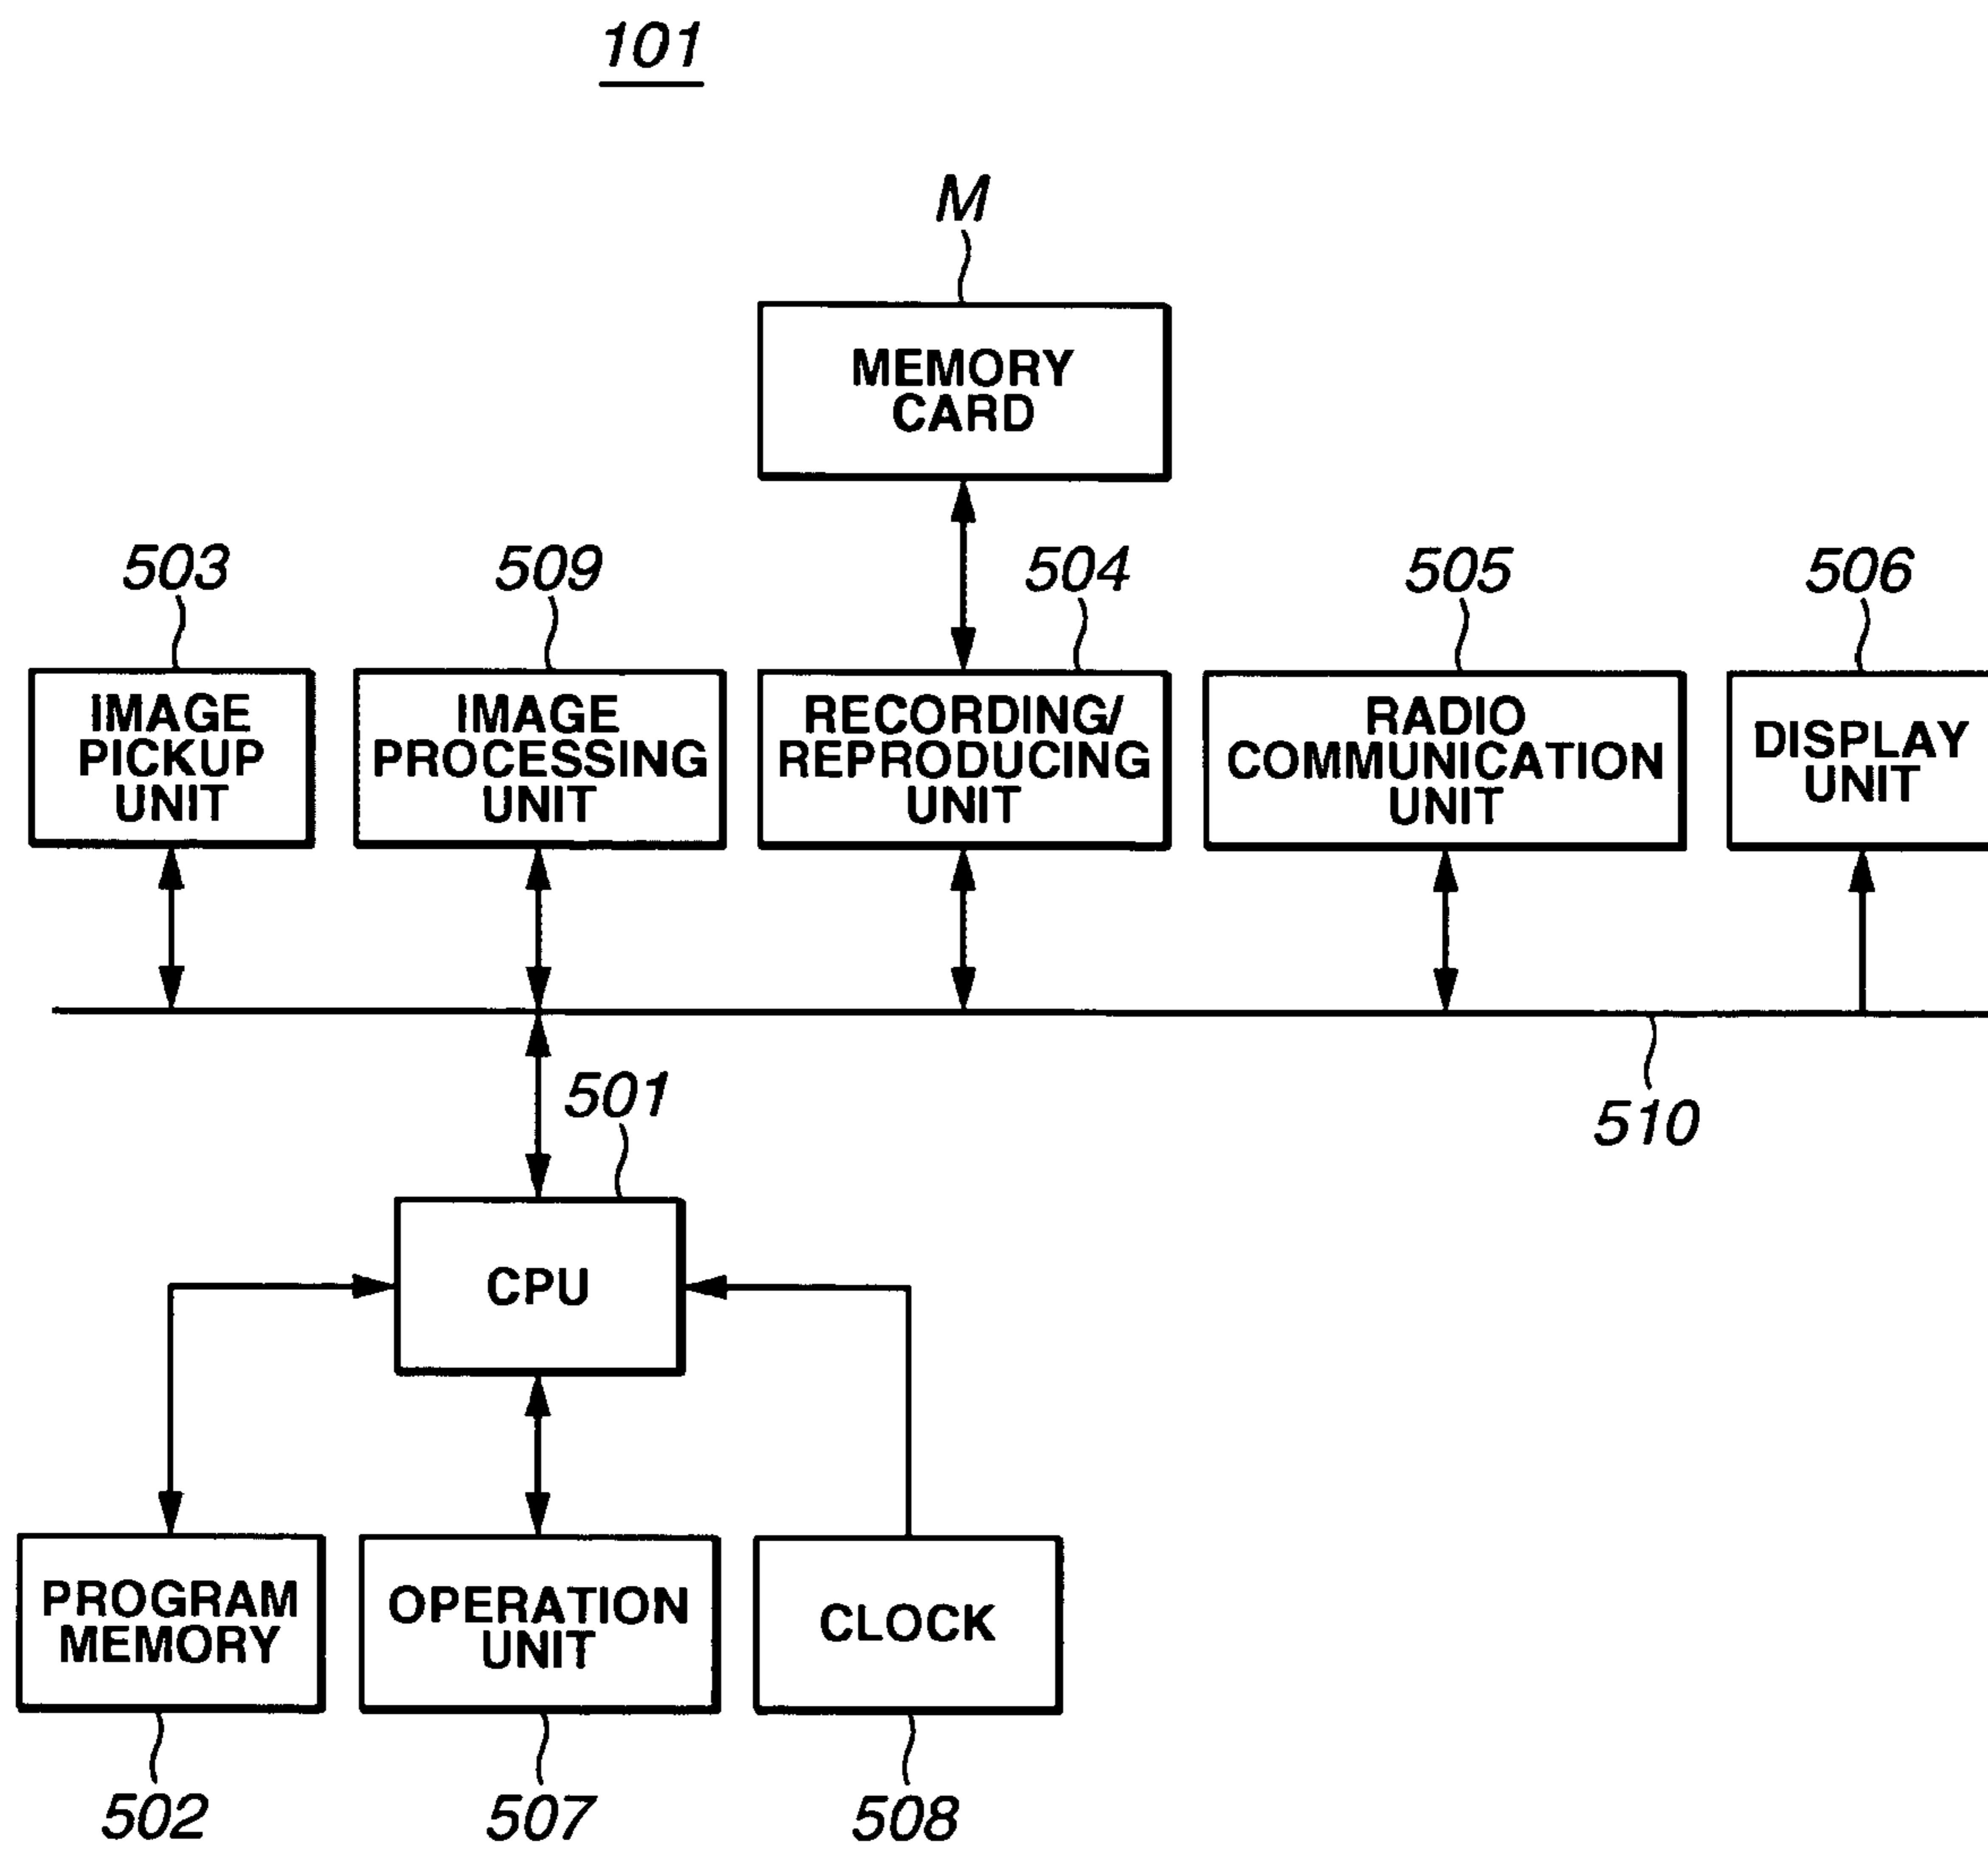 101
M
MEMORY
CARD
503
509
504
505
506
IMAGE
PICKUP
UNIT
IMAGE
PROCESSING
UNIT
RECORDING/
REPRODUCING
UNIT
RADIO
COMMUNICATION
UNIT
DISPLAY
UNIT
510
501
CPU
PROGRAM
MEMORY
OPERATION
UNIT
CLOCK
502
507
508